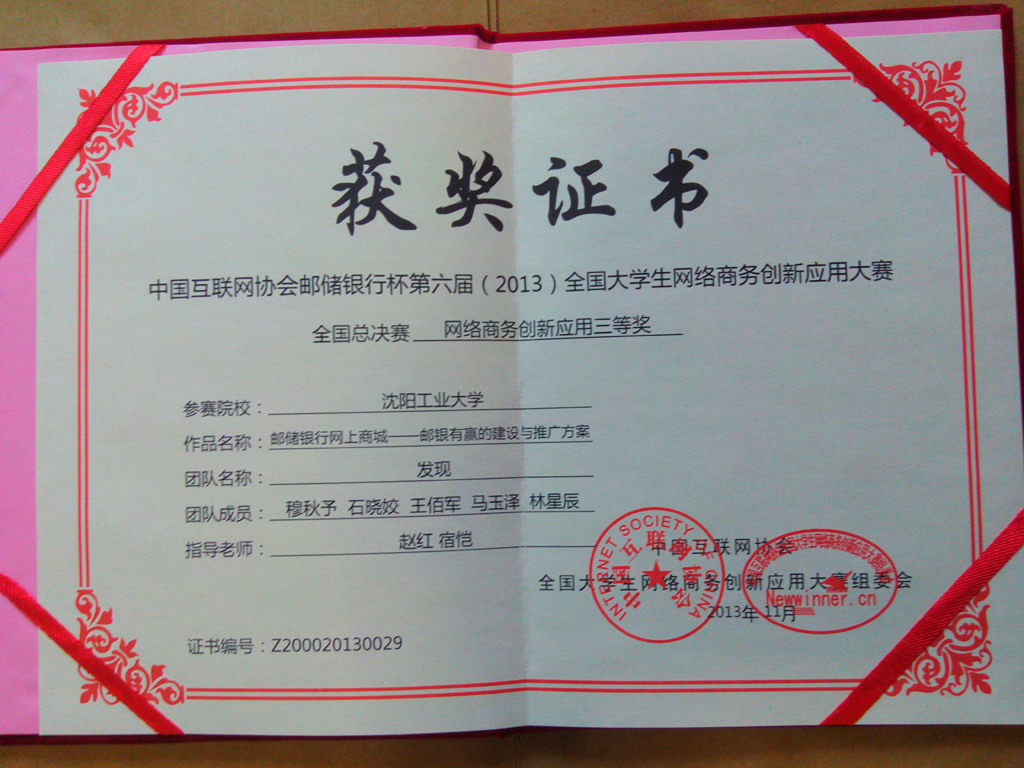 获奖证书
中国互联网协会邮储银行杯第六届（2013）全国大学生网络商务创新应用大赛
全国总决赛 网络商务创新应用三等奖
参赛院校：沈阳工业大学
作品名称：邮储银行网上商城——邮银有赢的建设与推广方案
团队名称：发现
团队成员：穆秋予 石晓姣 王佰军 马玉泽 林星辰
指导老师：赵红 宿恺
中国互联网协会
全国大学生网络商务创新应用大赛组委会
2013年 11月
INTERNET SOCIETY OF CHINA
中国互联网协会
Newwinner.cn
证书编号：Z200020130029